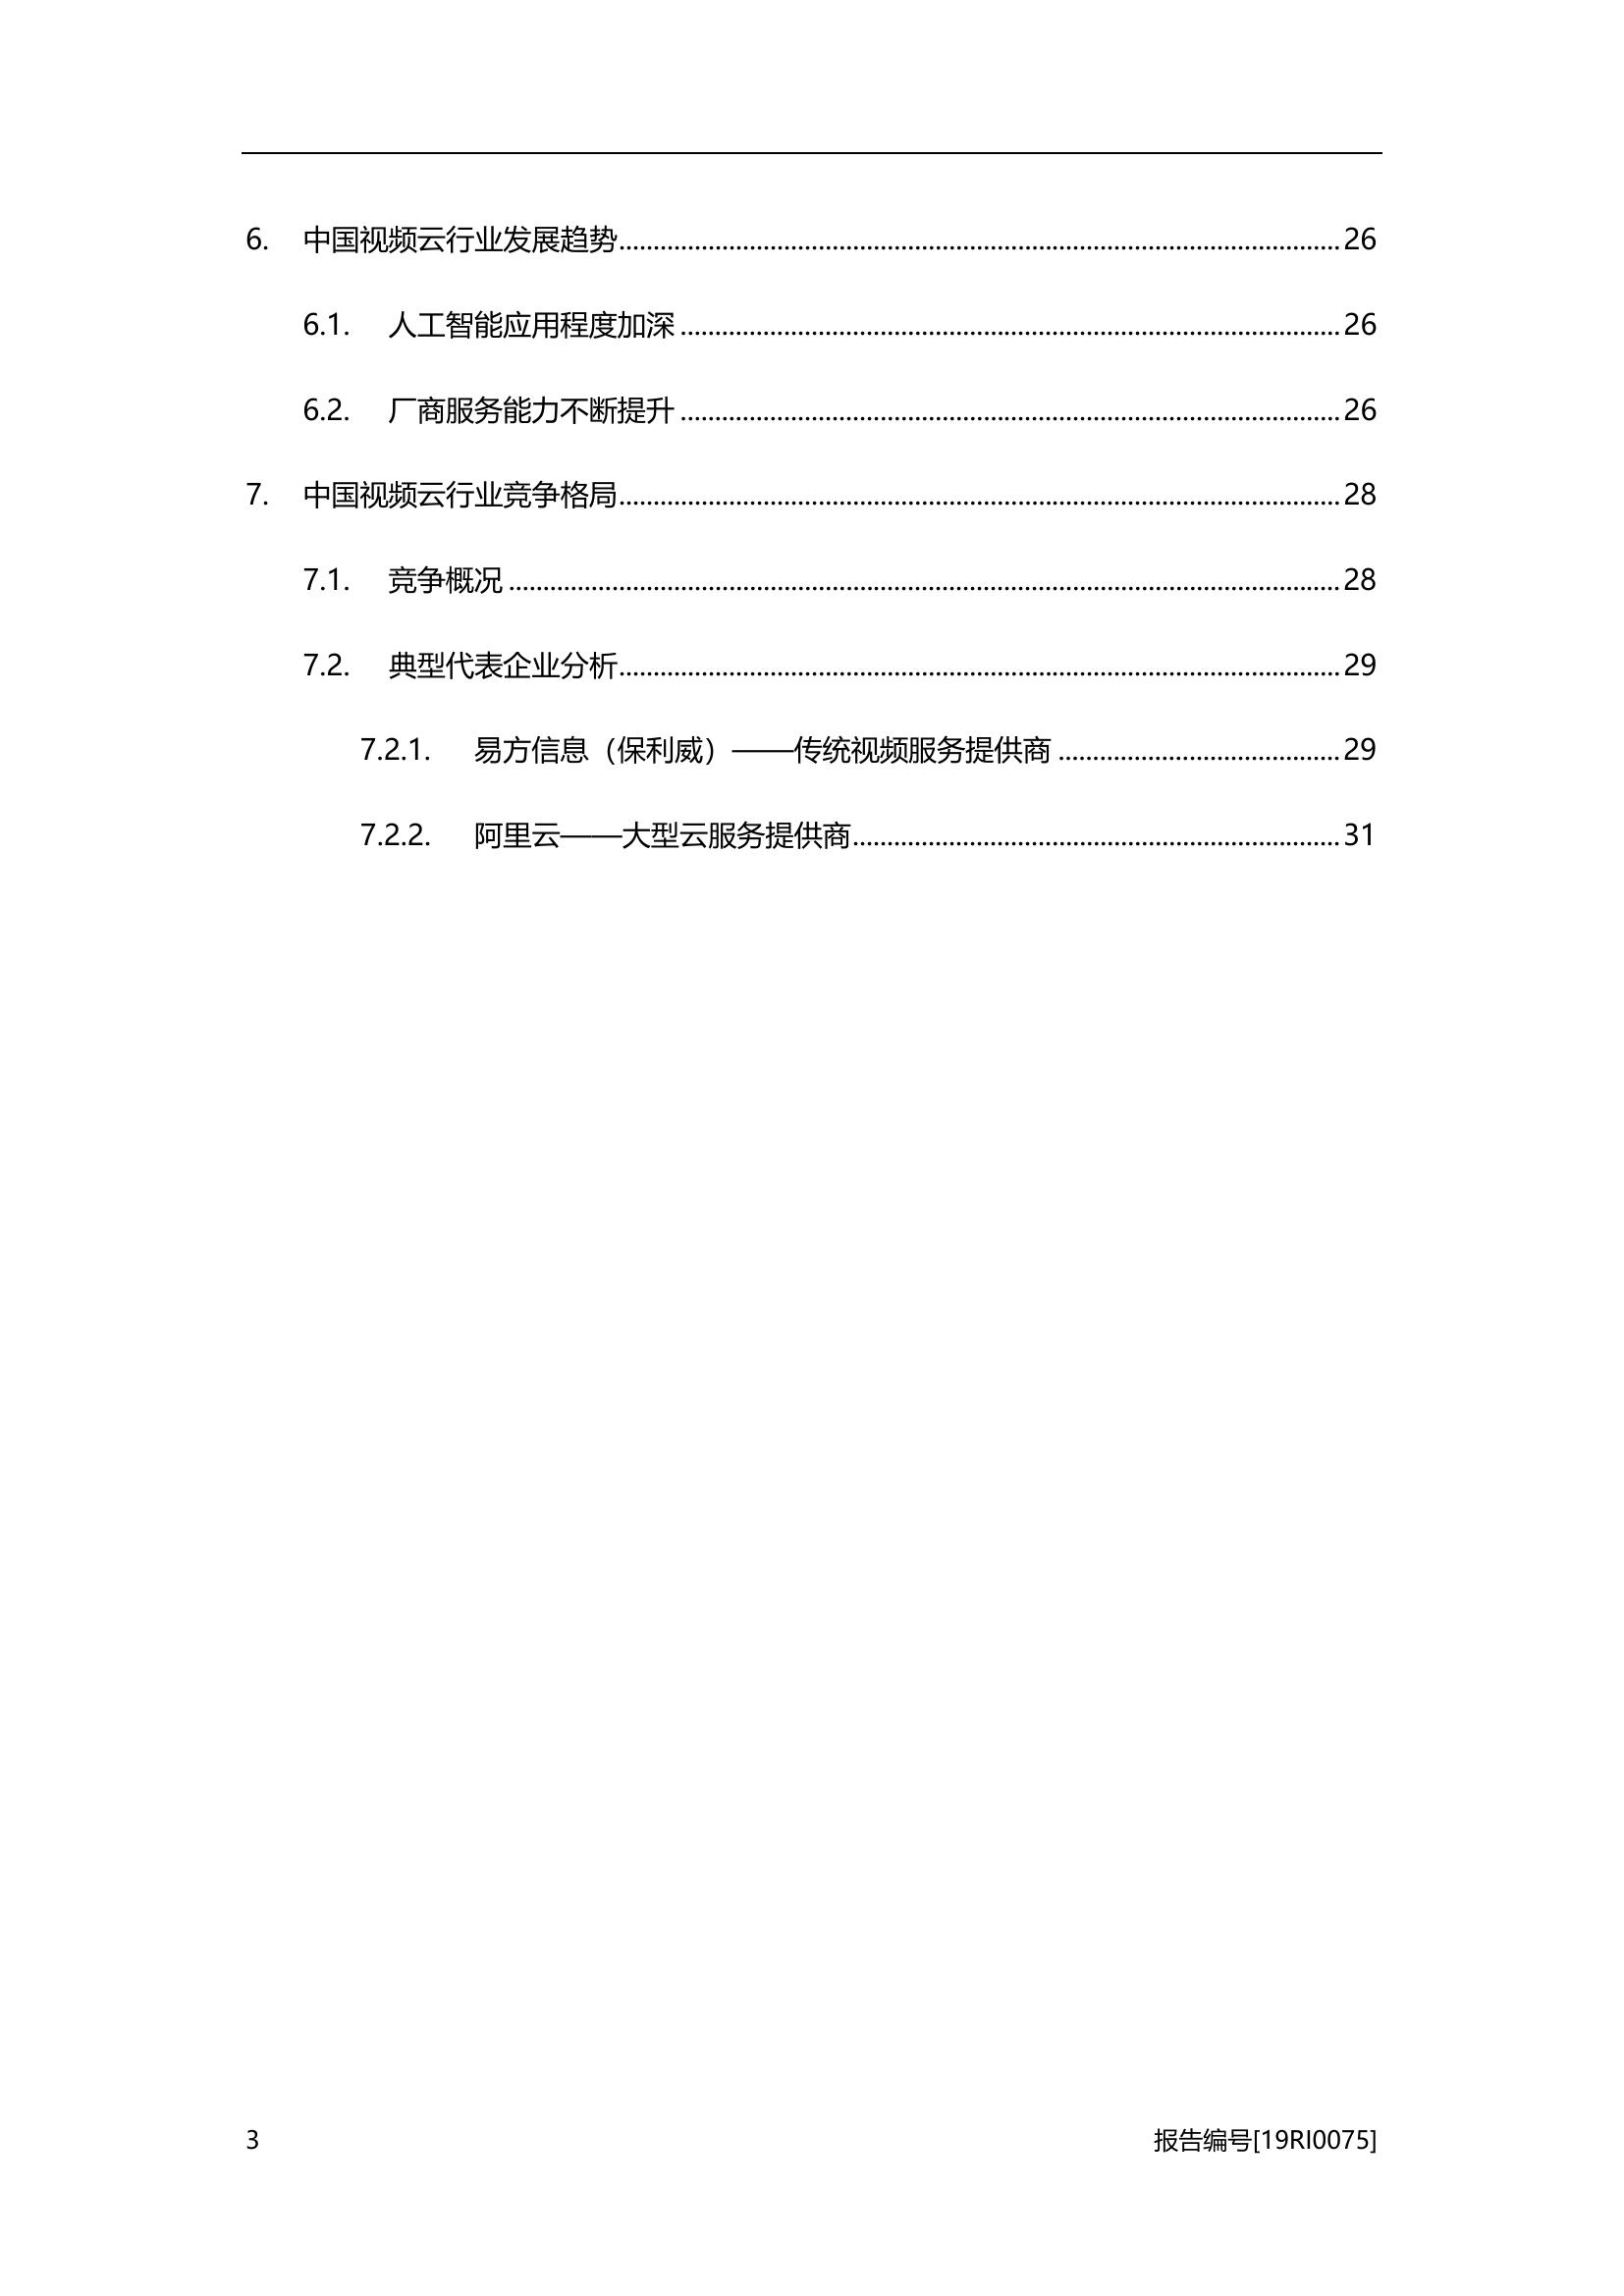 6. 中国视频云行业发展趋势........................................ 26
6.1. 人工智能应用程度加深........................................ 26
6.2. 厂商服务能力不断提升........................................ 26
7. 中国视频云行业竞争格局........................................ 28
7.1. 竞争概况........................................ 28
7.2. 典型代表企业分析........................................ 29
7.2.1. 易方信息（保利威）——传统视频服务提供商........................................ 29
7.2.2. 阿里云——大型云服务提供商........................................ 31
3 报告编号[19RI0075]